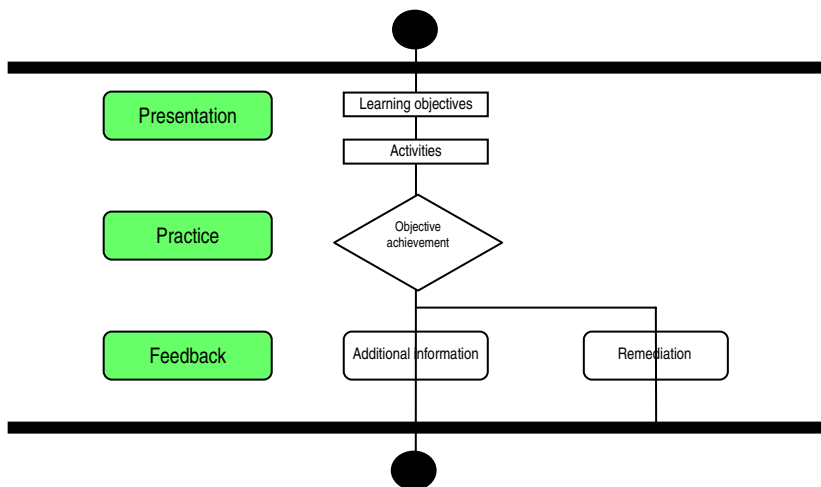 Presentation
Learning objectives
Activities
Practice
Objective
achievement
Feedback
Additional information
Remediation